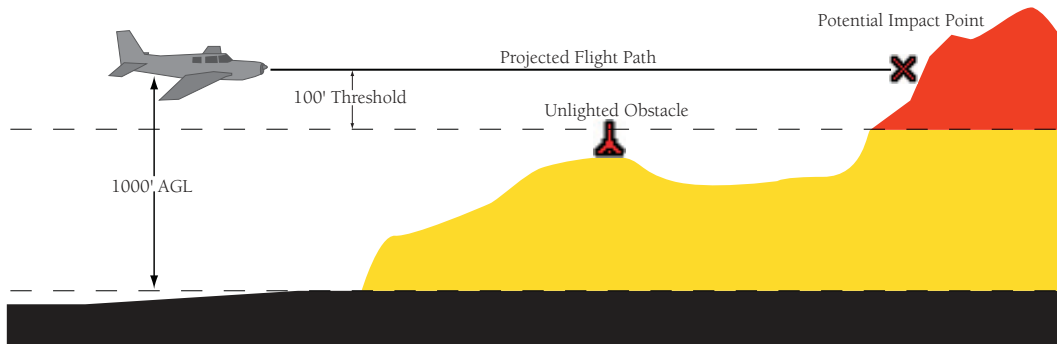 Potential Impact Point
Projected Flight Path
100' Threshold
Unlighted Obstacle
1000' AGL